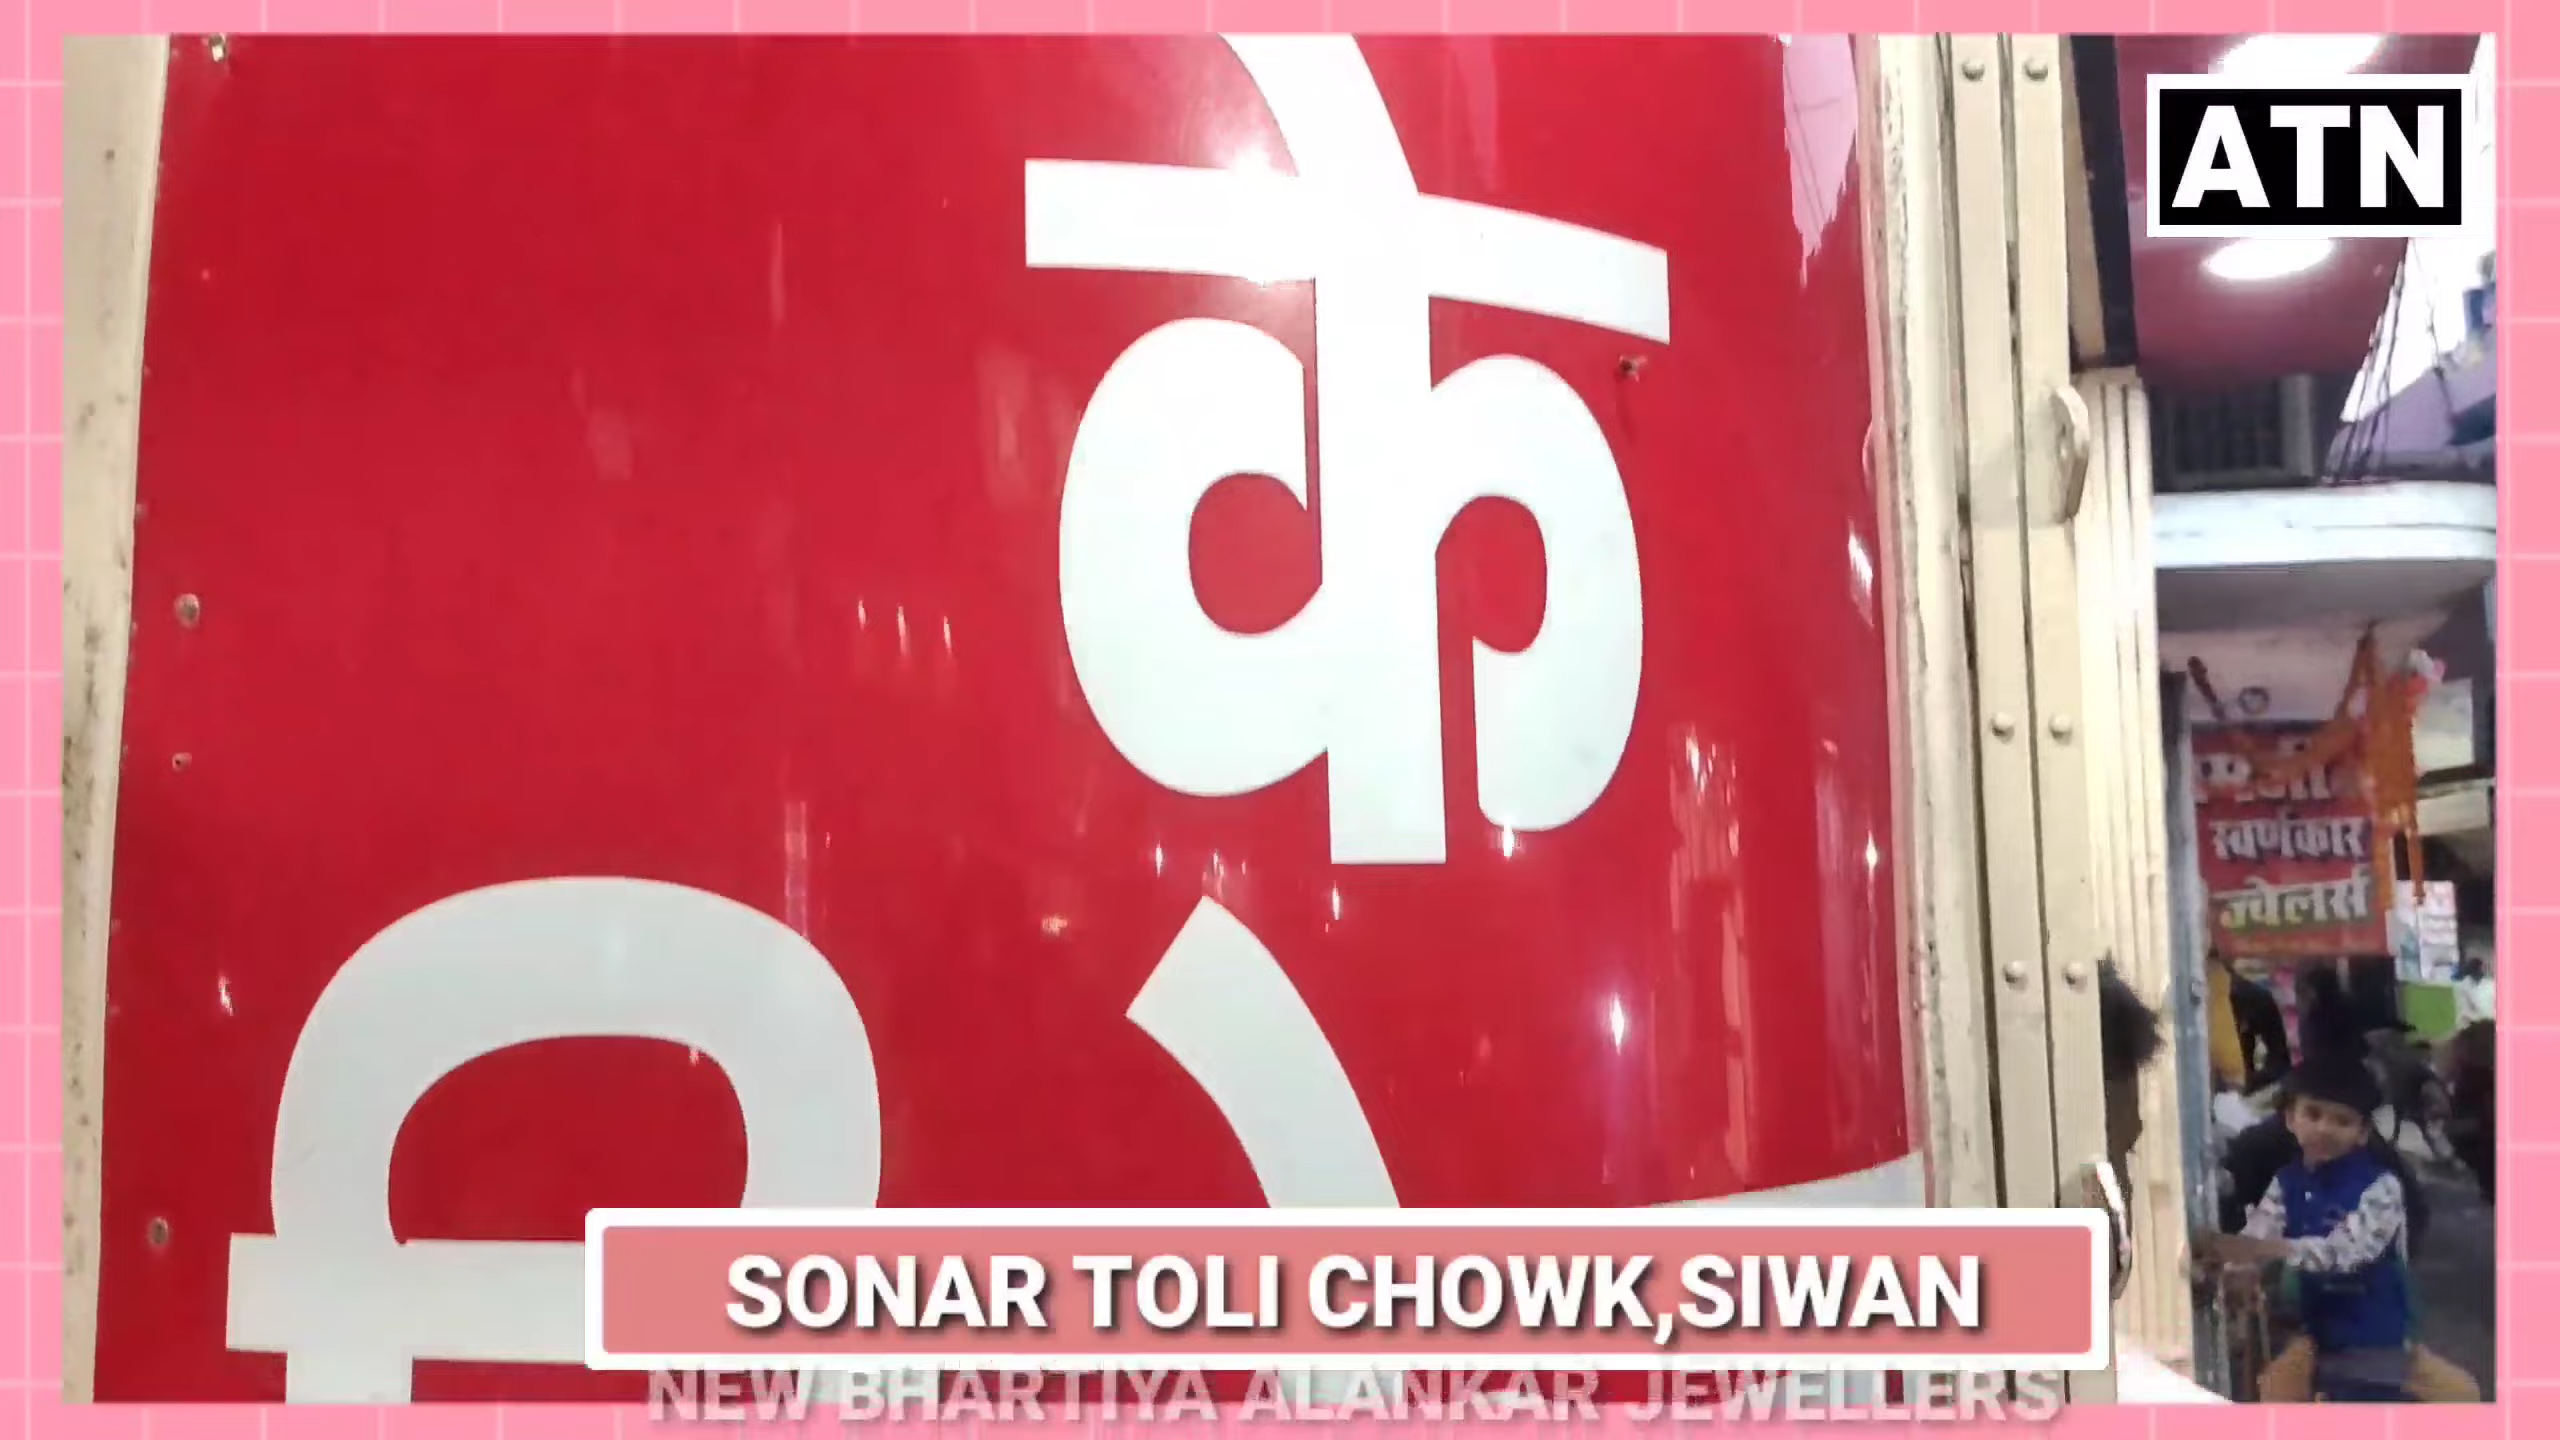 ATN
के
स्वर्णकार
ज्वेलर्स
SONAR TOLI CHOWK,SIWAN
NEW BHARTIYA ALANKAR JEWELLERS